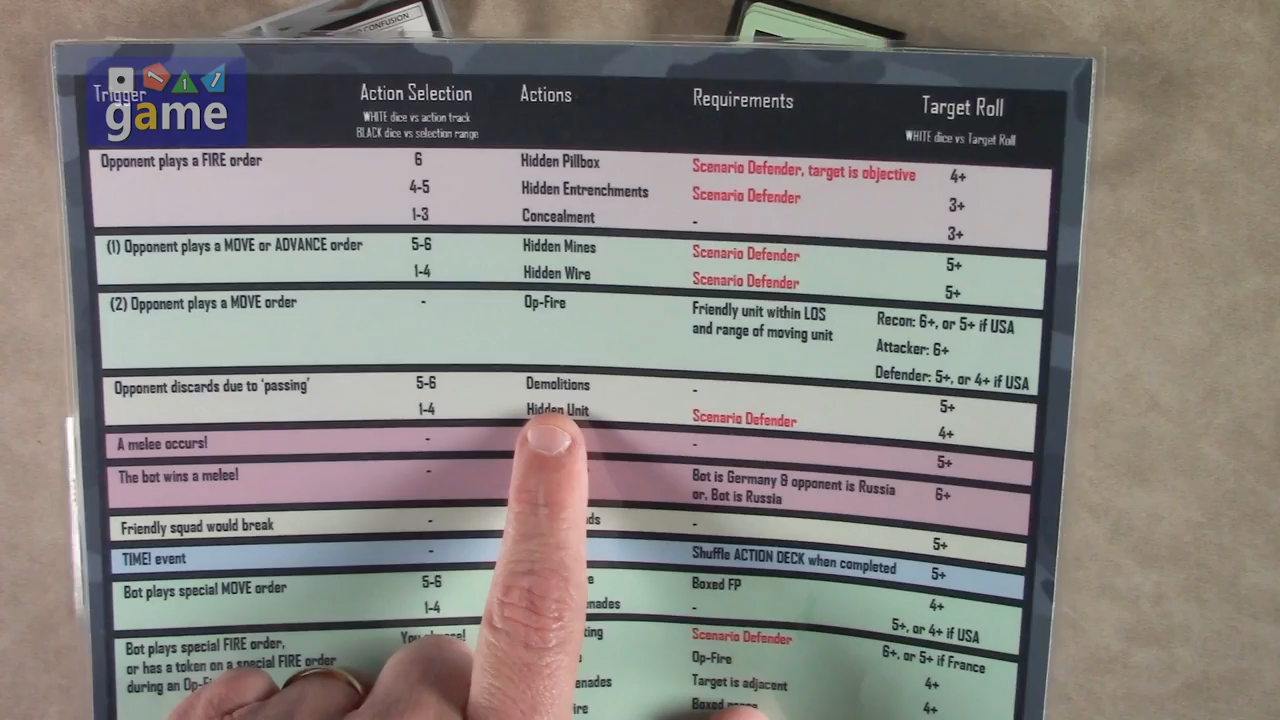 CONFUSION
game
Trigger Action Selection Actions Requirements Target Roll
WHITE dice vs action track
BLACK dice vs selection range
WHITE dice vs Target Roll
Opponent plays a FIRE order 6 Hidden Pillbox Scenario Defender, target is objective 4+
4-5 Hidden Entrenchments Scenario Defender 3+
1-3 Concealment - 3+
(1) Opponent plays a MOVE or ADVANCE order 5-6 Hidden Mines Scenario Defender 5+
1-4 Hidden Wire Scenario Defender 5+
(2) Opponent plays a MOVE order - Op-Fire Friendly unit within LOS Recon: 6+, or 5+ if USA
and range of moving unit Attacker: 6+
Defender: 5+, or 4+ if USA
Opponent discards due to 'passing' 5-6 Demolitions - 5+
1-4 Hidden Unit Scenario Defender 4+
A melee occurs! - - 5+
The bot wins a melee! - Bot is Germany & opponent is Russia 6+
or, Bot is Russia
Friendly squad would break - - 5+
TIME! event - Shuffle ACTION DECK when completed 5+
Bot plays special MOVE order 5-6 Boxed FP 4+
1-4 - 5+, or 4+ if USA
Bot plays special FIRE order, Scenario Defender 6+, or 5+ if France
or has a token on a special FIRE order Op-Fire 4+
during an Target is adjacent 4+
Boxed